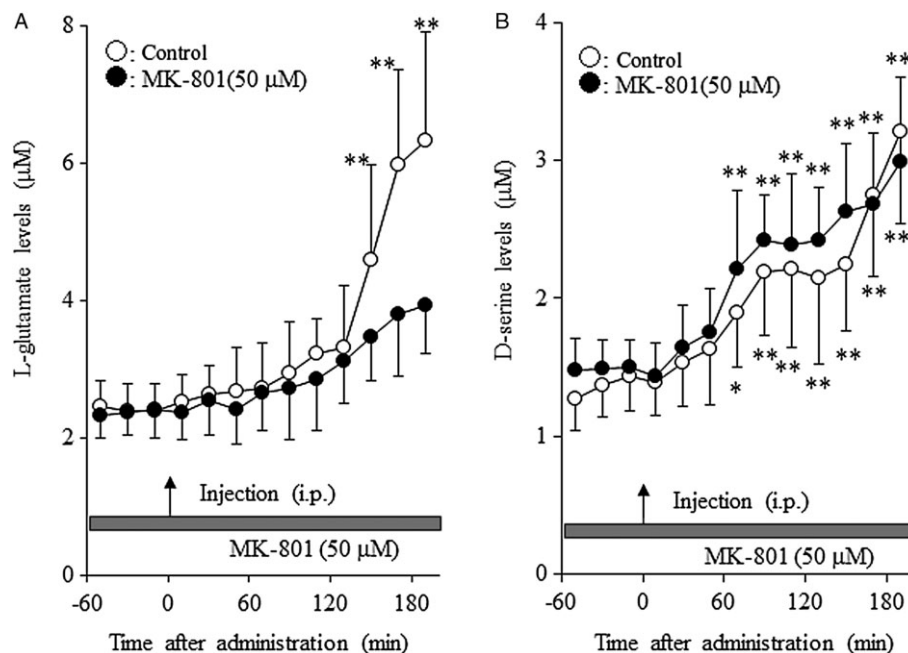 A
8
6
4
2
0
L-glutamate levels (μM)
: Control
: MK-801(50 μM)
**
**
**
Injection (i.p.)
MK-801 (50 μM)
-60 0 60 120 180
Time after administration (min)
B
4
3
2
1
0
D-serine levels (μM)
: Control
: MK-801(50 μM)
**
**
**
**
**
**
**
**
**
*
**
**
**
**
Injection (i.p.)
MK-801 (50 μM)
-60 0 60 120 180
Time after administration (min)